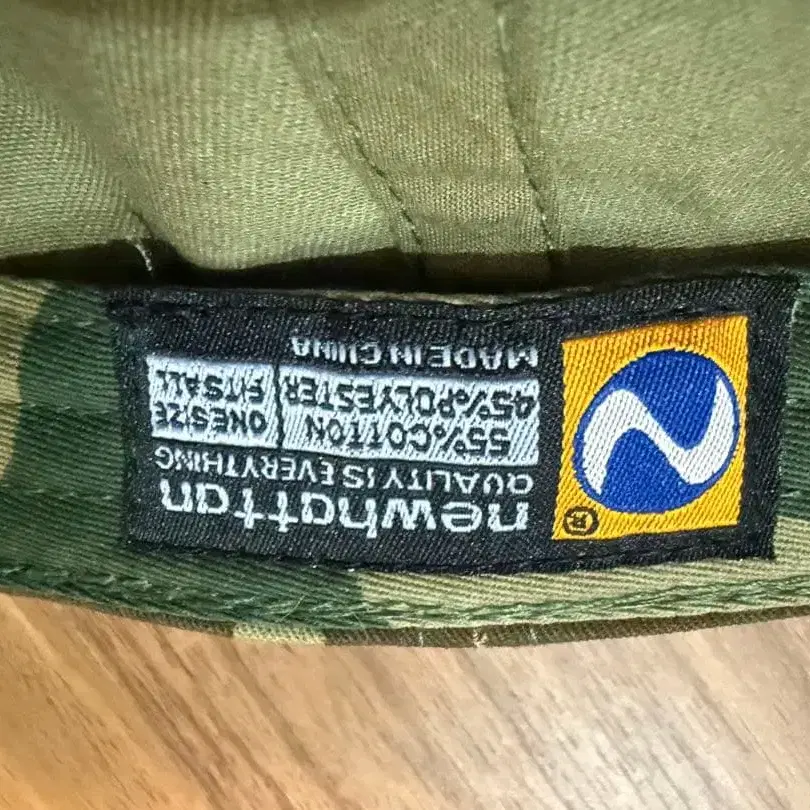 ®
newhattan
QUALITY IS EVERYTHING
55%COTTON
45%POLYESTER
ONE SIZE
FITS ALL
MADE IN CHINA